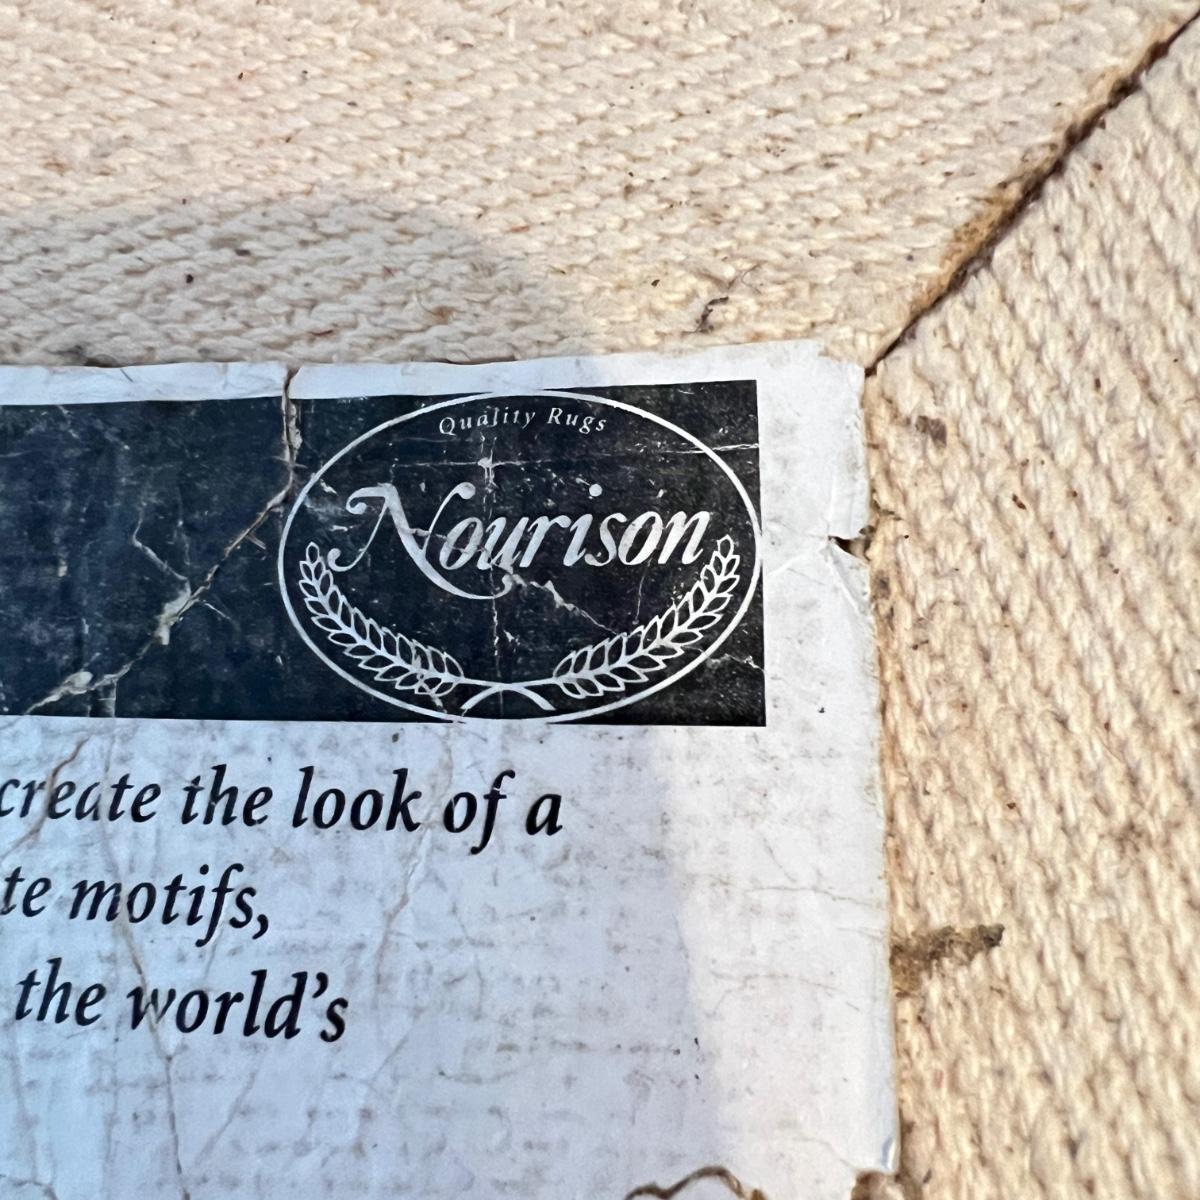 Quality Rugs
Nourison
create the look of a
te motifs,
the world's